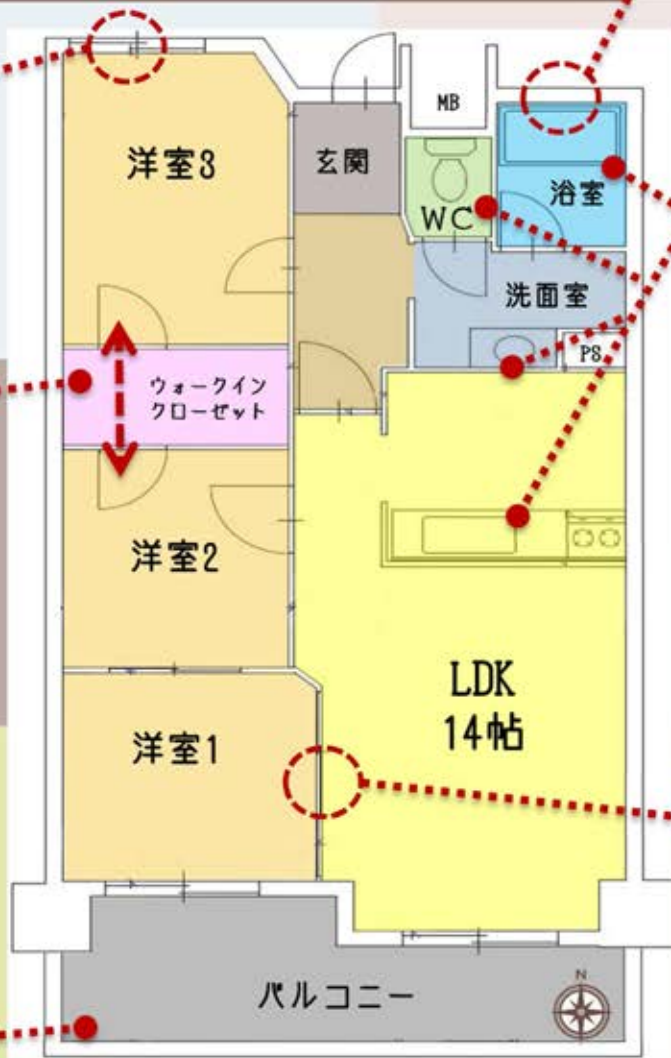 MB
洋室3
玄関
WC
浴室
洗面室
PS
ウォークイン
クローゼット
洋室2
LDK
14帖
洋室1
バルコニー
N